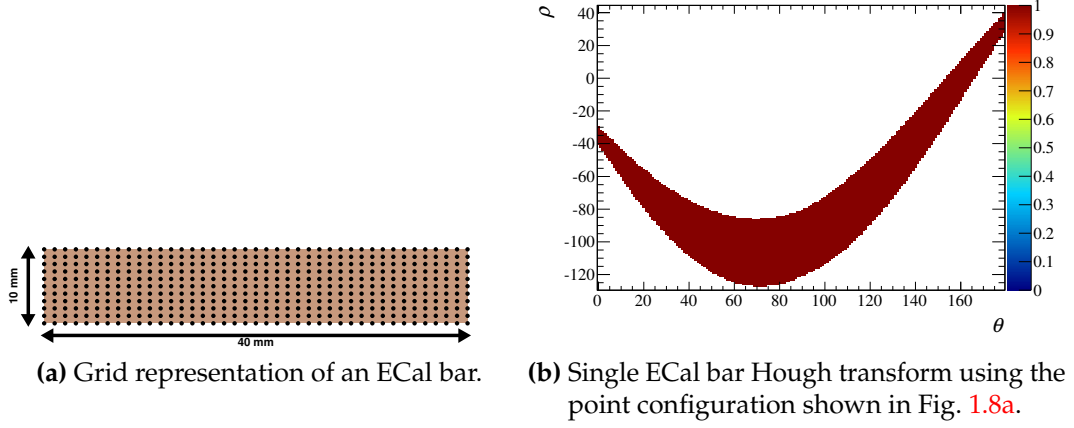 10 mm
40 mm
(a) Grid representation of an ECal bar.
ρ
40
20
0
-20
-40
-60
-80
-100
-120
0 20 40 60 80 100 120 140 160
θ
1
0.9
0.8
0.7
0.6
0.5
0.4
0.3
0.2
0.1
0
(b) Single ECal bar Hough transform using the
point configuration shown in Fig. 1.8a.